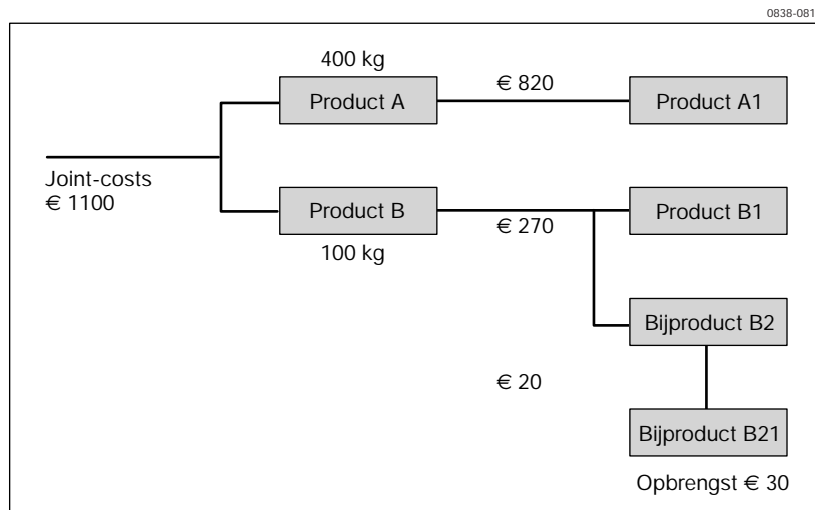 0838-081
400 kg
Product A
€ 820
Product A1
Joint-costs
€ 1100
Product B
€ 270
Product B1
100 kg
Bijproduct B2
€ 20
Bijproduct B21
Opbrengst € 30